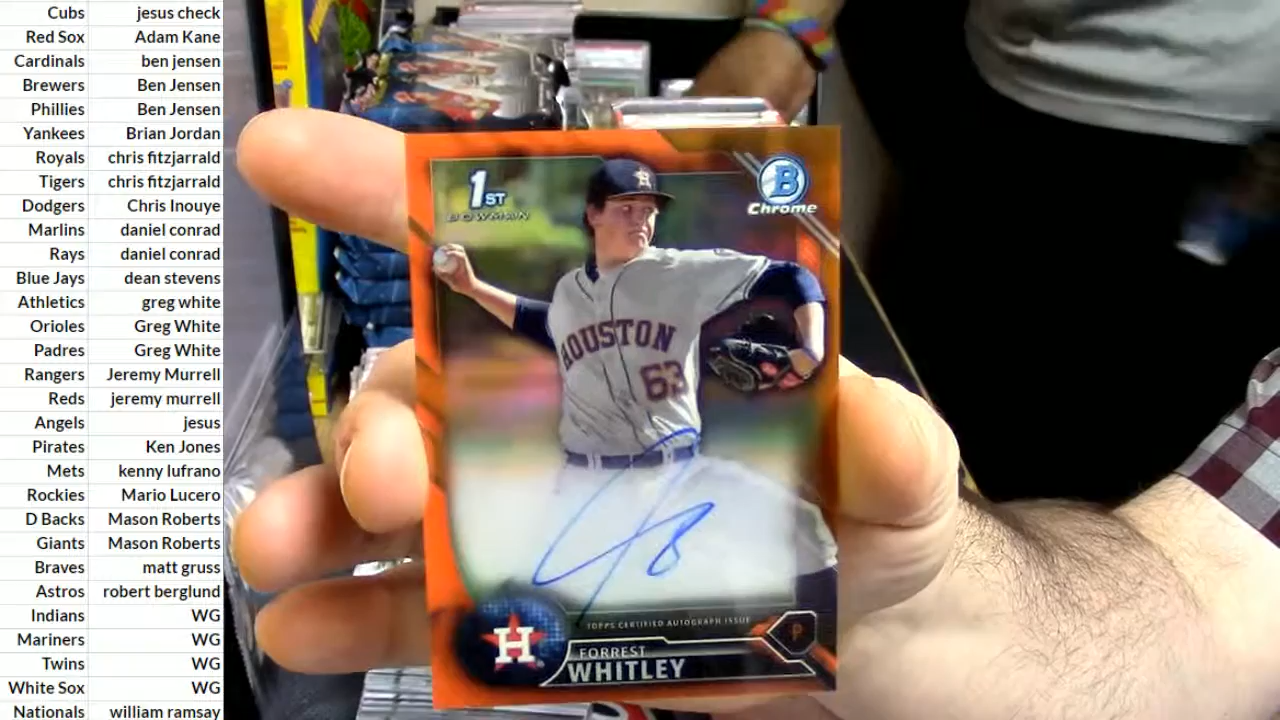 Cubs jesus check
Red Sox Adam Kane
Cardinals ben jensen
Brewers Ben Jensen
Phillies Ben Jensen
Yankees Brian Jordan
Royals chris fitzjarrald
Tigers chris fitzjarrald
Dodgers Chris Inouye
Marlins daniel conrad
Rays daniel conrad
Blue Jays dean stevens
Athletics greg white
Orioles Greg White
Padres Greg White
Rangers Jeremy Murrell
Reds jeremy murrell
Angels jesus
Pirates Ken Jones
Mets kenny lufrano
Rockies Mario Lucero
D Backs Mason Roberts
Giants Mason Roberts
Braves matt gruss
Astros robert berglund
Indians WG
Mariners WG
Twins WG
White Sox WG
Nationals william ramsay
1ST
BOWMAN
B
Chrome
H
HOUSTON
63
TOPPS CERTIFIED AUTOGRAPH ISSUE
P
H
FORREST
WHITLEY